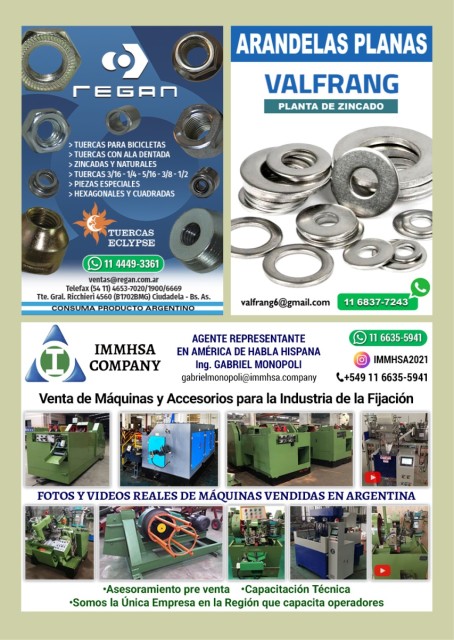 REGAN
> TUERCAS PARA BICICLETAS
> TUERCAS CON ALA DENTADA
> ZINCADAS Y NATURALES
> TUERCAS 3/16 - 1/4 - 5/16 - 3/8 - 1/2
> PIEZAS ESPECIALES
> HEXAGONALES Y CUADRADAS
TUERCAS
ECLYPSE
11 4449-3361
ventas@regan.com.ar
Telefax (54 11) 4653-7020/1900/6669
Tte. Gral. Ricchieri 4560 (B1702BMG) Ciudadela - Bs. As.
CONSUMA PRODUCTO ARGENTINO
ARANDELAS PLANAS
VALFRANG
PLANTA DE ZINCADO
valfrang6@gmail.com
11 6837-7243
IMMHSA
COMPANY
AGENTE REPRESENTANTE
EN AMÉRICA DE HABLA HISPANA
Ing. GABRIEL MONOPOLI
gabrielmonopoli@immhsa.company
11 6635-5941
IMMHSA2021
+549 11 6635-5941
Venta de Máquinas y Accesorios para la Industria de la Fijación
FOTOS Y VIDEOS REALES DE MÁQUINAS VENDIDAS EN ARGENTINA
•Asesoramiento pre venta •Capacitación Técnica
•Somos la Única Empresa en la Región que capacita operadores